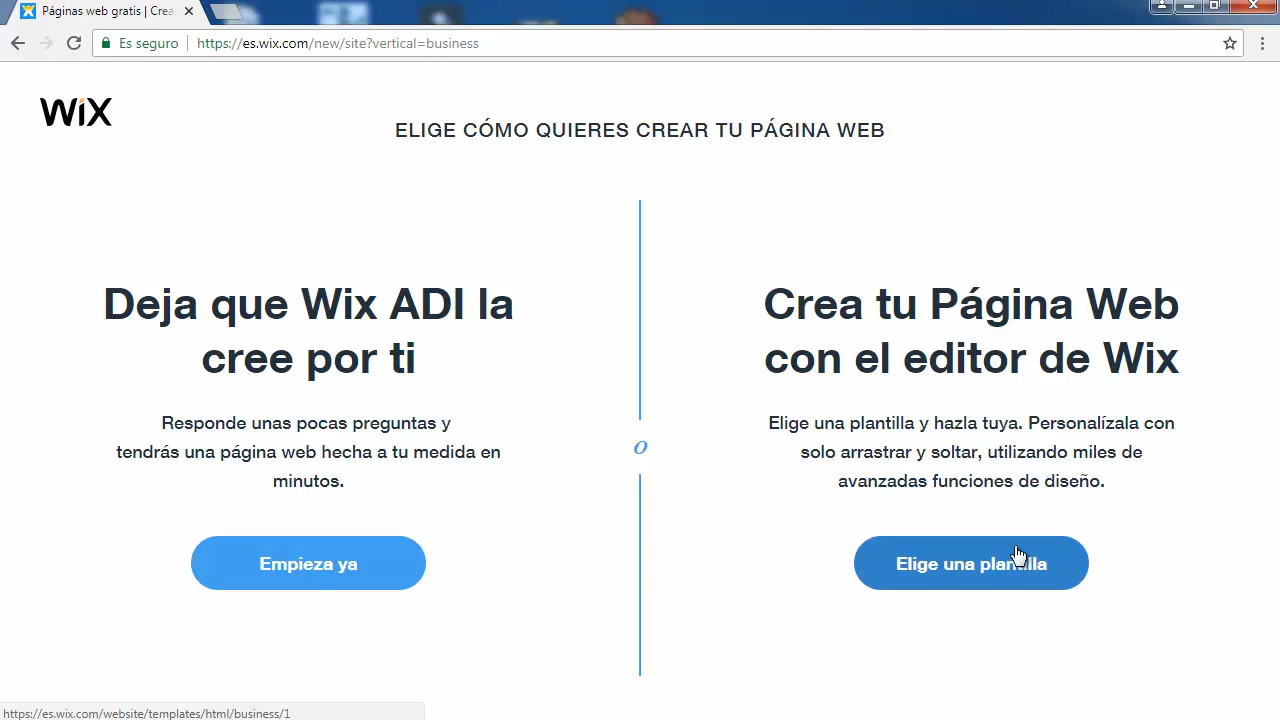 Páginas web gratis | Crea
Es seguro
https://es.wix.com/new/site?vertical=business
WiX
ELIGE CÓMO QUIERES CREAR TU PÁGINA WEB
Deja que Wix ADI la
cree por ti
Responde unas pocas preguntas y
tendrás una página web hecha a tu medida en
minutos.
Empieza ya
o
Crea tu Página Web
con el editor de Wix
Elige una plantilla y hazla tuya. Personalízala con
solo arrastrar y soltar, utilizando miles de
avanzadas funciones de diseño.
Elige una plantilla
https://es.wix.com/website/templates/html/business/1